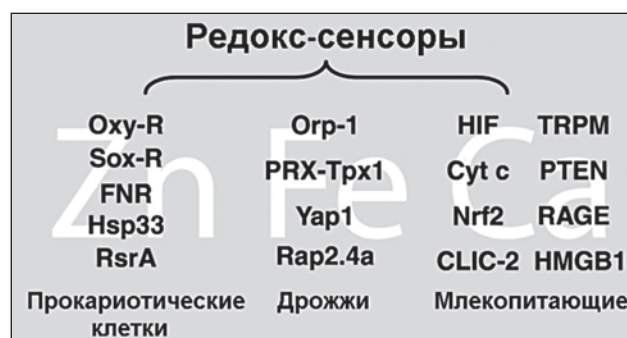 Редокс-сенсоры
Zn Fe Ca
Oxy-R
Sox-R
FNR
Hsp33
RsrA
Прокариотические
клетки
Orp-1
PRX-Tpx1
Yap1
Rap2.4a
Дрожжи
HIF TRPM
Cyt c PTEN
Nrf2 RAGE
CLIC-2 HMGB1
Млекопитающие